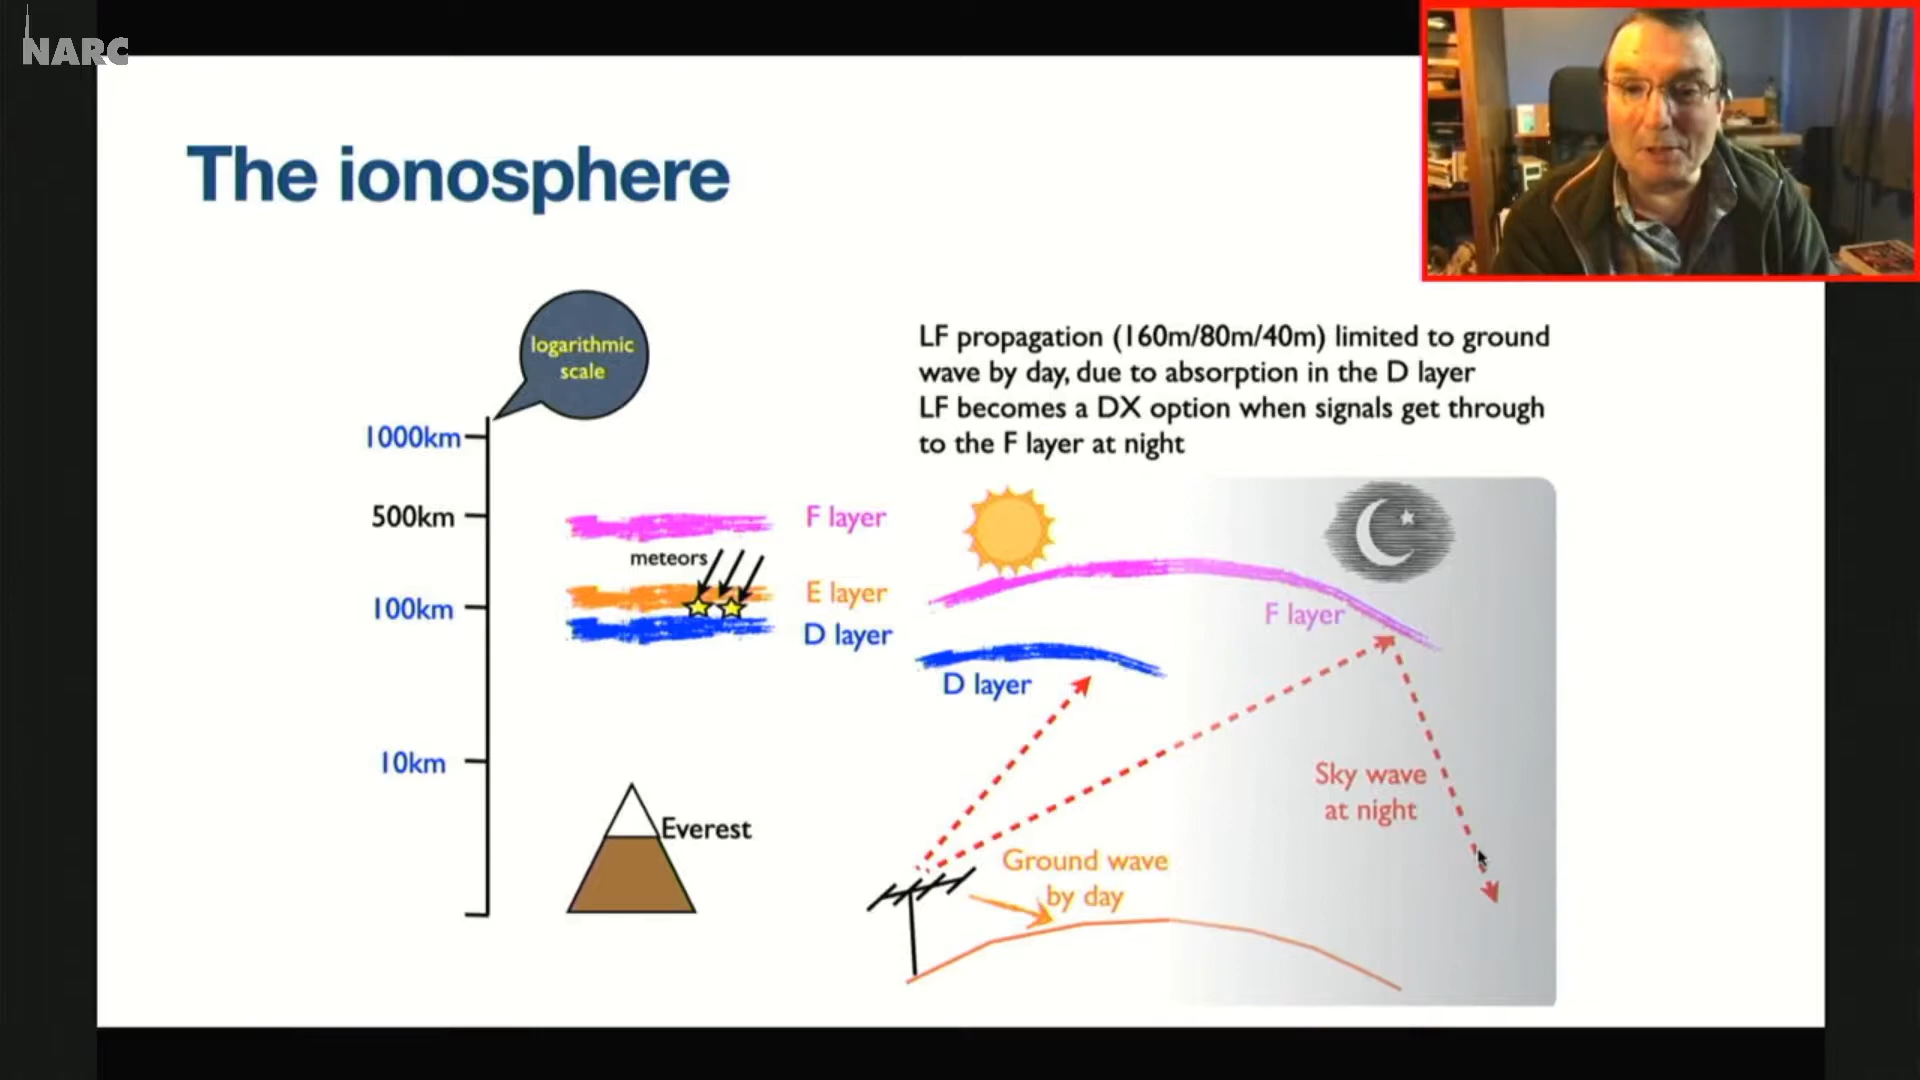 NARC
The ionosphere
logarithmic
scale
LF propagation (160m/80m/40m) limited to ground
wave by day, due to absorption in the D layer
LF becomes a DX option when signals get through
to the F layer at night
1000km
500km
F layer
meteors
E layer
100km
D layer
F layer
D layer
10km
Sky wave
at night
Everest
Ground wave
by day